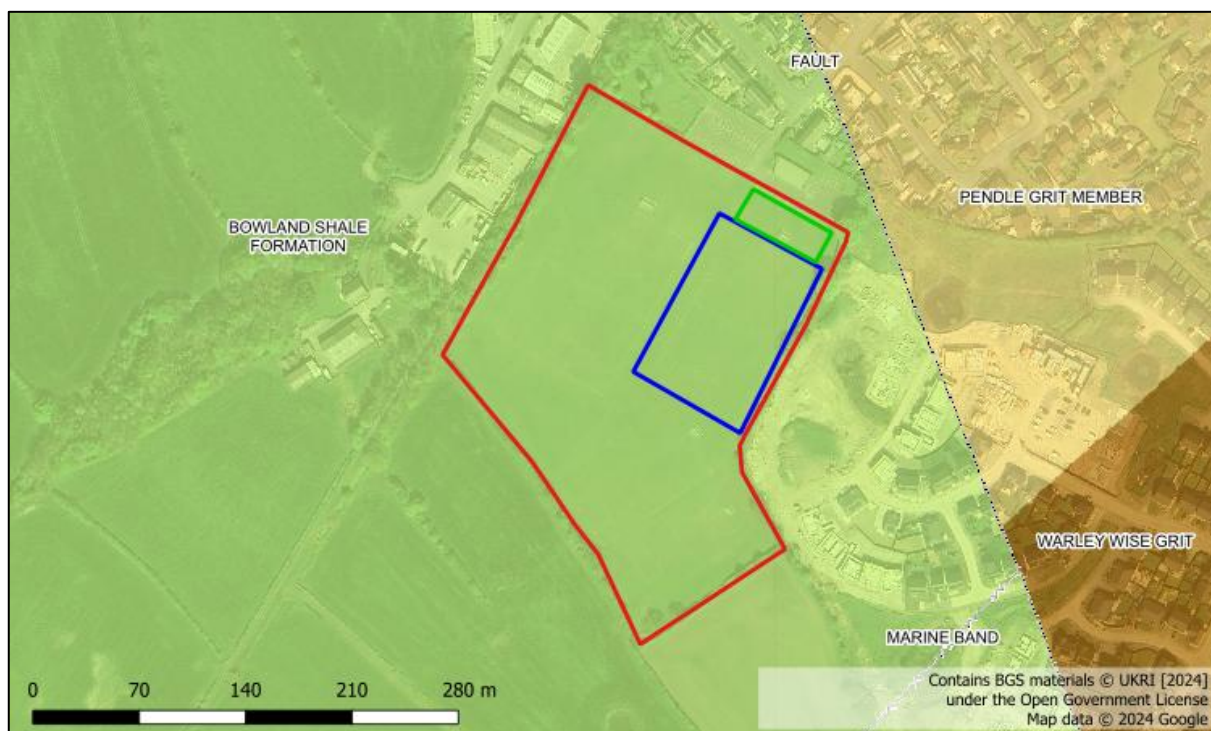 FAULT
PENDLE GRIT MEMBER
BOWLAND SHALE
FORMATION
WARLEY WISE GRIT
MARINE BAND
0 70 140 210 280 m
Contains BGS materials © UKRI [2024]
under the Open Government License
Map data © 2024 Google